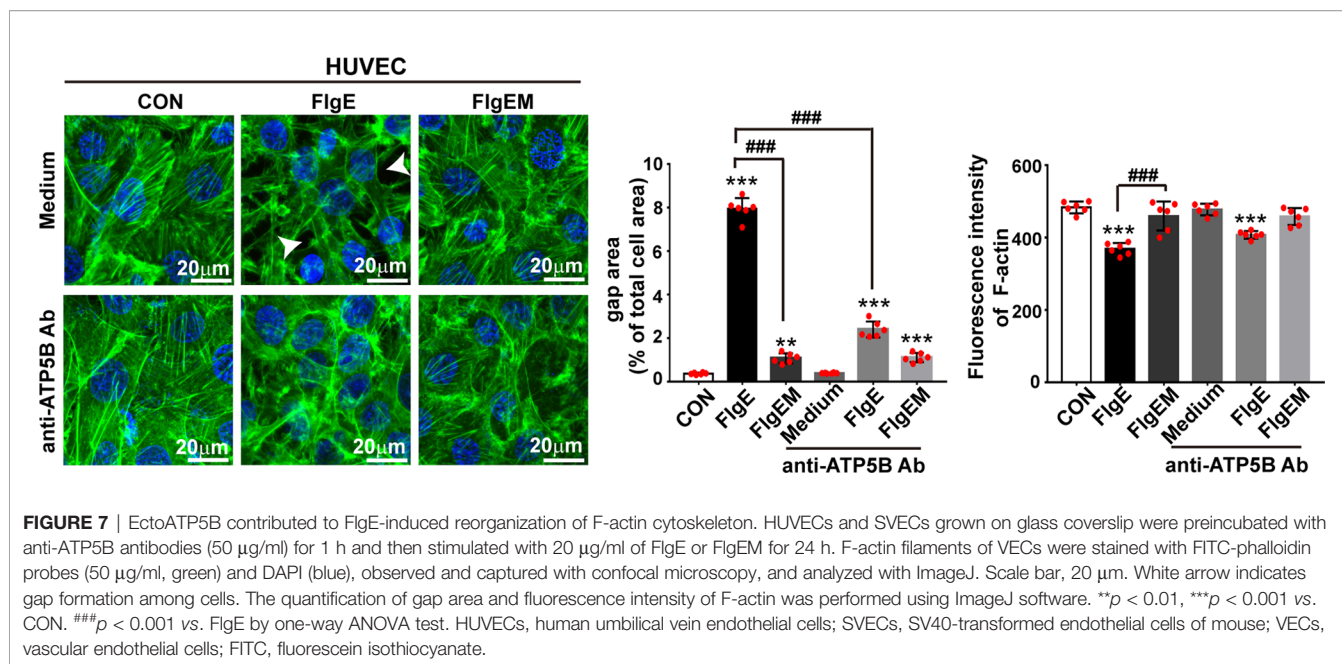 HUVEC
CON FlgE FlgEM
Medium
20μm 20μm 20μm
anti-ATP5B Ab
20μm 20μm 20μm
gap area
(% of total cell area)
10
8
6
4
2
0
###
###
***
**
***
***
CON FlgE FlgEM Medium FlgE FlgEM
anti-ATP5B Ab
Fluorescence intensity
of F-actin
600
400
200
0
###
***
***
CON FlgE FlgEM Medium FlgE FlgEM
anti-ATP5B Ab
FIGURE 7 | EctoATP5B contributed to FlgE-induced reorganization of F-actin cytoskeleton. HUVECs and SVECs grown on glass coverslip were preincubated with
anti-ATP5B antibodies (50 μg/ml) for 1 h and then stimulated with 20 μg/ml of FlgE or FlgEM for 24 h. F-actin filaments of VECs were stained with FITC-phalloidin
probes (50 μg/ml, green) and DAPI (blue), observed and captured with confocal microscopy, and analyzed with ImageJ. Scale bar, 20 μm. White arrow indicates
gap formation among cells. The quantification of gap area and fluorescence intensity of F-actin was performed using ImageJ software. **p < 0.01, ***p < 0.001 vs.
CON. ###p < 0.001 vs. FlgE by one-way ANOVA test. HUVECs, human umbilical vein endothelial cells; SVECs, SV40-transformed endothelial cells of mouse; VECs,
vascular endothelial cells; FITC, fluorescein isothiocyanate.